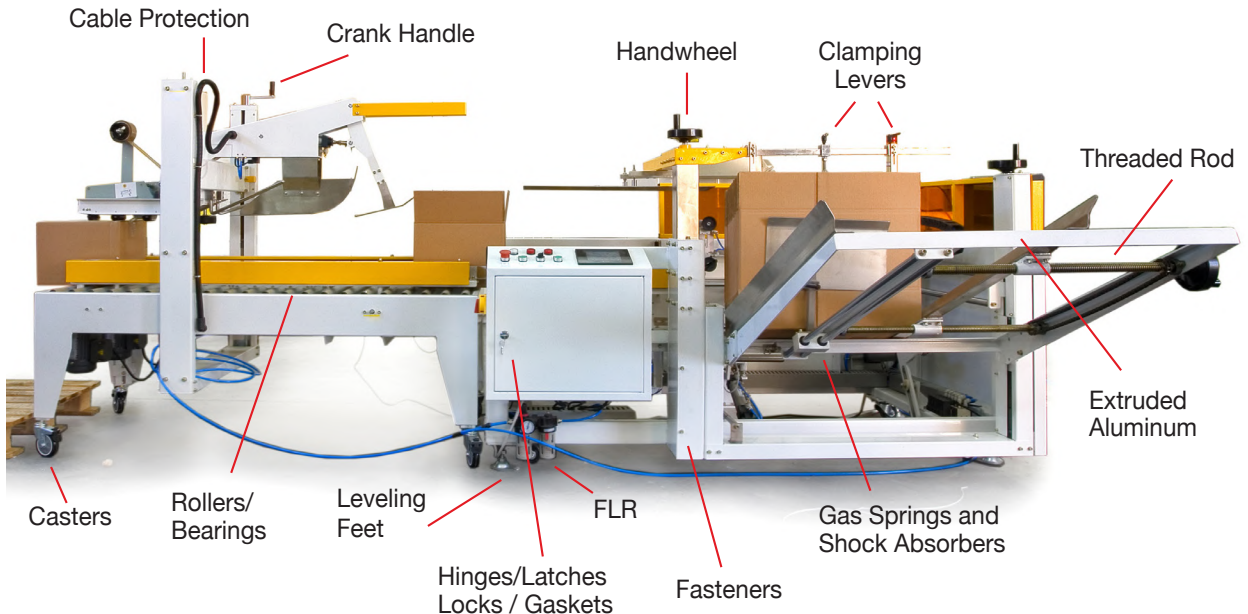 Cable Protection
Crank Handle
Handwheel
Clamping
Levers
Threaded Rod
Extruded
Aluminum
Casters
Rollers/
Bearings
Leveling
Feet
FLR
Gas Springs and
Shock Absorbers
Hinges/Latches
Locks / Gaskets
Fasteners